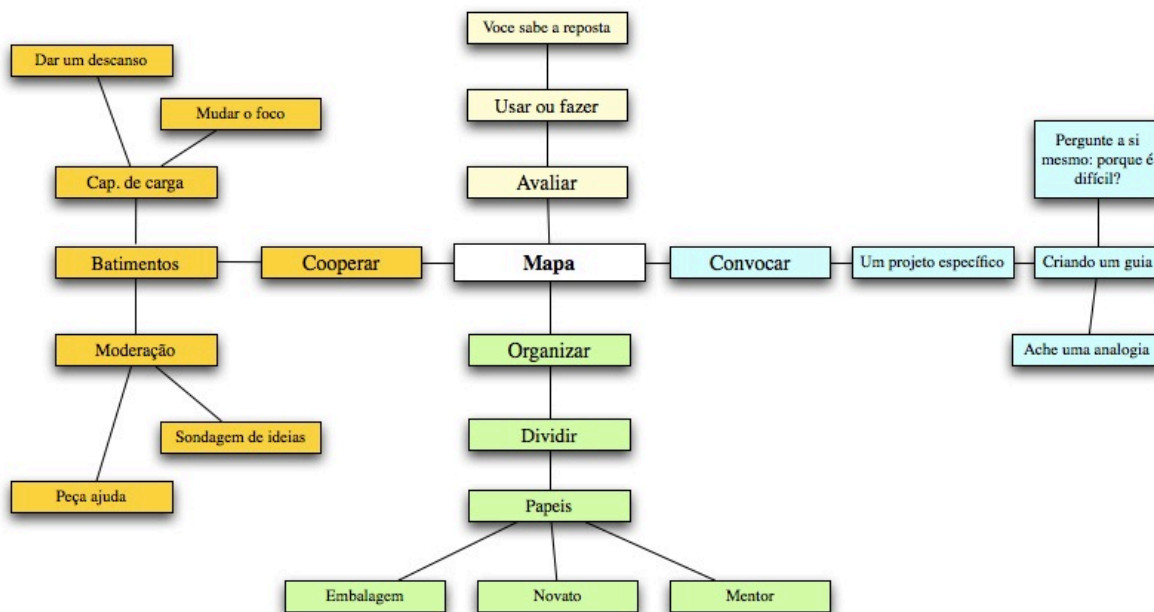 Voce sabe a reposta
Dar um descanso
Usar ou fazer
Mudar o foco
Pergunte a si
mesmo: porque é
difícil?
Cap. de carga
Avaliar
Batimentos
Cooperar
Mapa
Convocar
Um projeto específico
Criando um guia
Moderação
Organizar
Ache uma analogia
Sondagem de ideias
Dividir
Peça ajuda
Papeis
Embalagem
Novato
Mentor